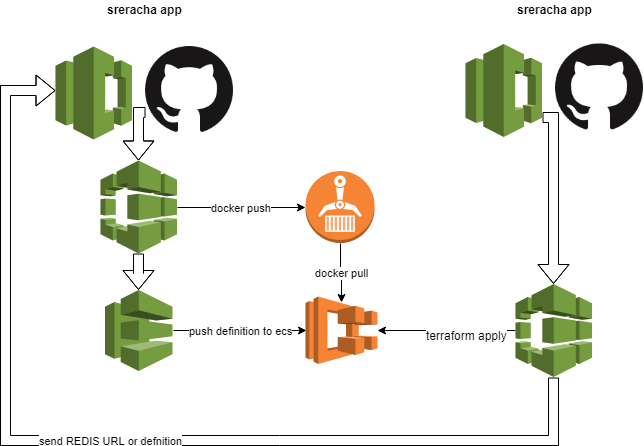 sreracha app
sreracha app
docker push
docker pull
push definition to ecs
terraform apply
send REDIS URL or defnition